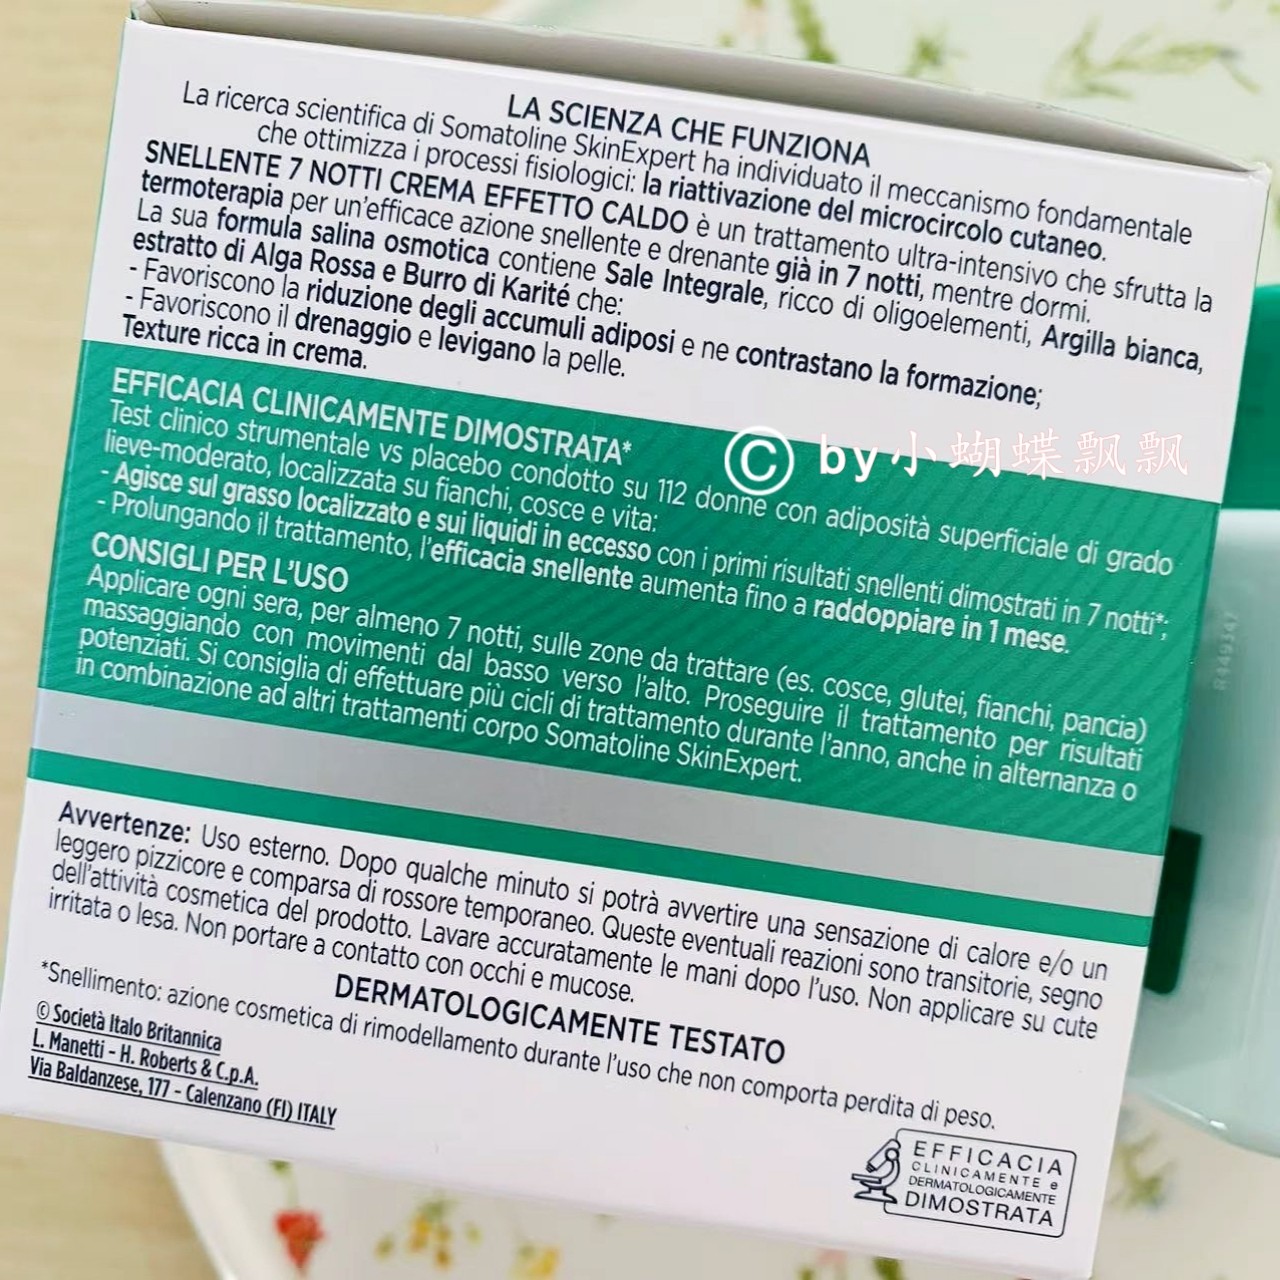 LA SCIENZA CHE FUNZIONA
La ricerca scientifica di Somatoline SkinExpert ha individuato il meccanismo fondamentale
che ottimizza i processi fisiologici: la riattivazione del microcircolo cutaneo.
SNELLENTE 7 NOTTI CREMA EFFETTO CALDO è un trattamento ultra-intensivo che sfrutta la
termoterapia per un'efficace azione snellente e drenante già in 7 notti, mentre dormi.
La sua formula salina osmotica contiene Sale Integrale, ricco di oligoelementi, Argilla bianca,
estratto di Alga Rossa e Burro di Karité che:
- Favoriscono la riduzione degli accumuli adiposi e ne contrastano la formazione;
- Favoriscono il drenaggio e levigano la pelle.
Texture ricca in crema.
EFFICACIA CLINICAMENTE DIMOSTRATA*
Test clinico strumentale vs placebo condotto su 112 donne con adiposità superficiale di grado
lieve-moderato, localizzata su fianchi, cosce e vita:
- Agisce sul grasso localizzato e sui liquidi in eccesso con i primi risultati snellenti dimostrati in 7 notti*;
- Prolungando il trattamento, l'efficacia snellente aumenta fino a raddoppiare in 1 mese.
CONSIGLI PER L'USO
Applicare ogni sera, per almeno 7 notti, sulle zone da trattare (es. cosce, glutei, fianchi, pancia)
massaggiando con movimenti dal basso verso l'alto. Proseguire il trattamento per risultati
potenziati. Si consiglia di effettuare più cicli di trattamento durante l'anno, anche in alternanza o
in combinazione ad altri trattamenti corpo Somatoline SkinExpert.
Avvertenze: Uso esterno. Dopo qualche minuto si potrà avvertire una sensazione di calore e/o un
leggero pizzicore e comparsa di rossore temporaneo. Queste eventuali reazioni sono transitorie, segno
dell'attività cosmetica del prodotto. Lavare accuratamente le mani dopo l'uso. Non applicare su cute
irritata o lesa. Non portare a contatto con occhi e mucose.
DERMATOLOGICAMENTE TESTATO
*Snellimento: azione cosmetica di rimodellamento durante l'uso che non comporta perdita di peso.
© Società Italo Britannica
L. Manetti - H. Roberts & C.p.A.
Via Baldanzese, 177 - Calenzano (FI) ITALY
EFFICACIA
CLINICAMENTE e
DERMATOLOGICAMENTE
DIMOSTRATA
© by小蝴蝶飘飘
R49347